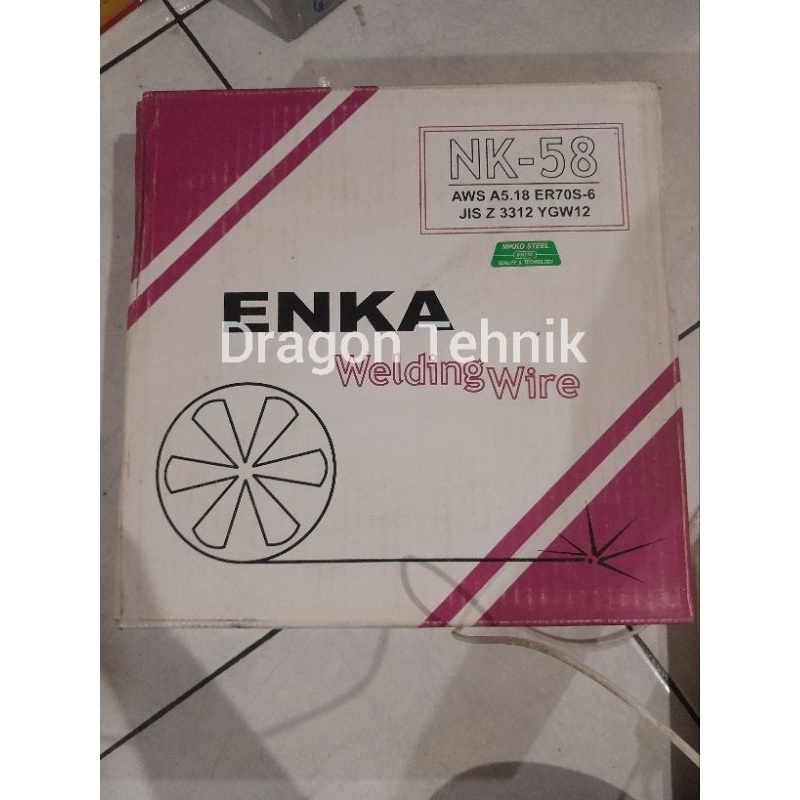 NK-58
AWS A5.18 ER70S-6
JIS Z 3312 YGW12
NIKKO STEEL
QUALITY & TECHNOLOGY
ENKA
Dragon Tehnik
Welding Wire